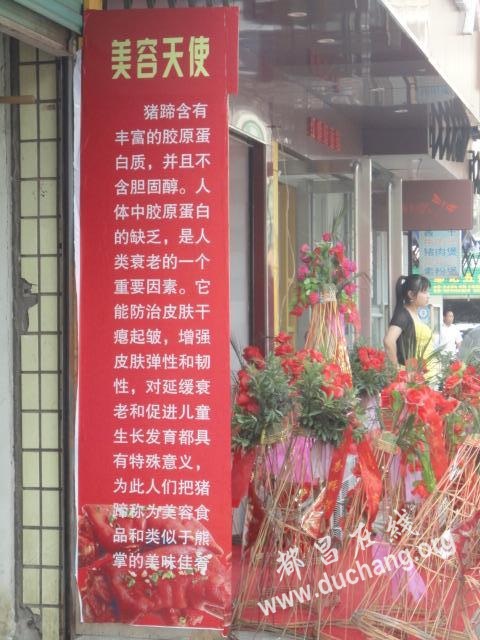 美容天使
猪蹄含有
丰富的胶原蛋
白质，并且不
含胆固醇。人
体中胶原蛋白
的缺乏，是人
类衰老的一个
重要因素。它
能防治皮肤干
瘪起皱，增强
皮肤弹性和韧
性，对延缓衰
老和促进儿童
生长发育都具
有特殊意义，
为此人们把猪
蹄称为美容食
品和类似于熊
掌的美味佳肴
猪肉煲
都昌在线
www.duchang.org